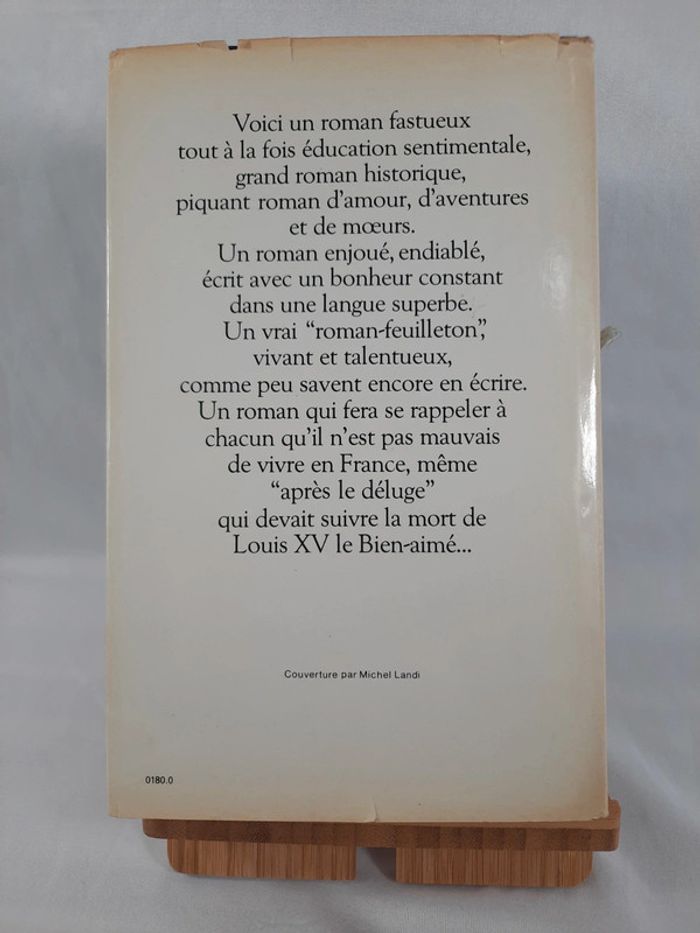 Voici un roman fastueux
tout à la fois éducation sentimentale,
grand roman historique,
piquant roman d'amour, d'aventures
et de mœurs.
Un roman enjoué, endiablé,
écrit avec un bonheur constant
dans une langue superbe.
Un vrai “roman-feuilleton”,
vivant et talentueux,
comme peu savent encore en écrire.
Un roman qui fera se rappeler à
chacun qu'il n'est pas mauvais
de vivre en France, même
“après le déluge”
qui devait suivre la mort de
Louis XV le Bien-aimé...
Couverture par Michel Landi
0180.0